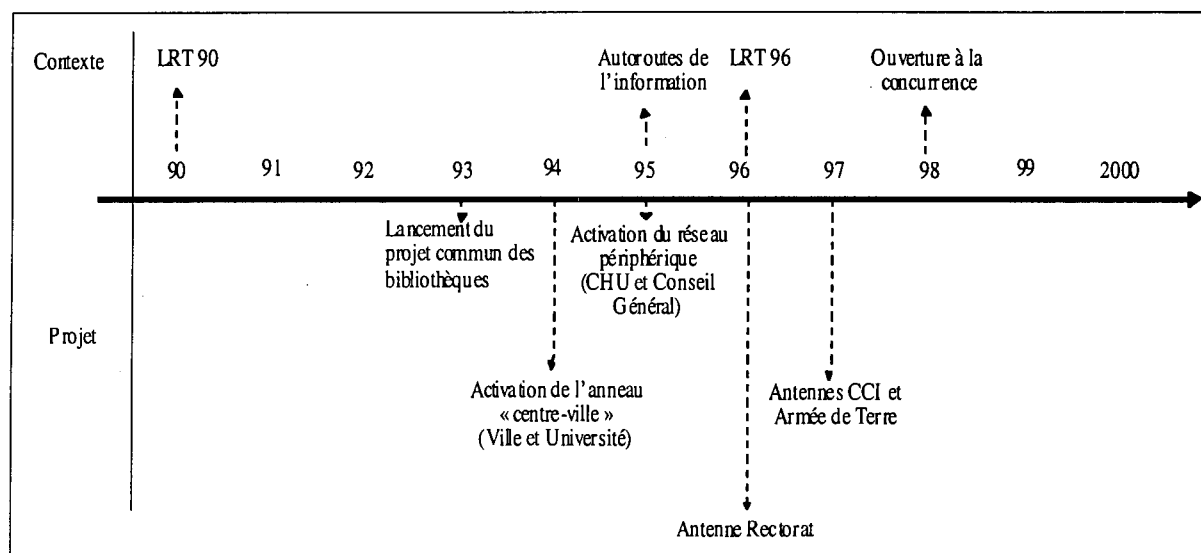 Contexte
LRT 90
Autoroutes de
l'information
LRT 96
Ouverture à la
concurrence
90 91 92 93 94 95 96 97 98 99 2000
Lancement du
projet commun des
bibliothèques
Activation du réseau
périphérique
(CHU et Conseil
Général)
Projet
Activation de l'anneau
« centre-ville »
(Ville et Université)
Antennes CCI et
Armée de Terre
Antenne Rectorat